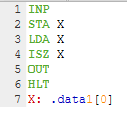 1 INP
2 STA X
3 LDA X
4 ISZ X
5 OUT
6 HLT
7 X: .data1[0]